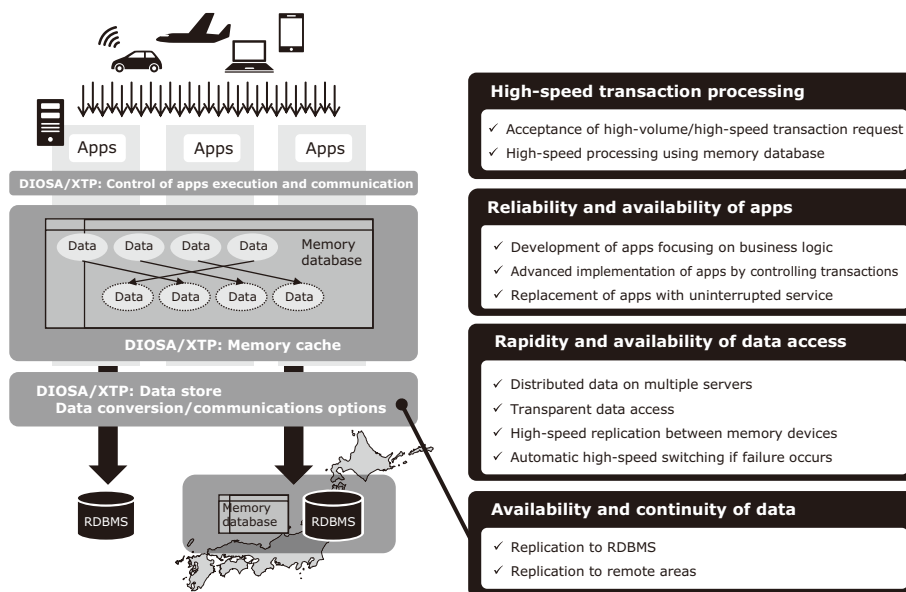 Apps Apps Apps
DIOSA/XTP: Control of apps execution and communication
Data Data Data Data
Memory
database
Data Data Data Data
DIOSA/XTP: Memory cache
DIOSA/XTP: Data store
Data conversion/communications options
RDBMS
Memory
database
RDBMS
High-speed transaction processing
✓ Acceptance of high-volume/high-speed transaction request
✓ High-speed processing using memory database
Reliability and availability of apps
✓ Development of apps focusing on business logic
✓ Advanced implementation of apps by controlling transactions
✓ Replacement of apps with uninterrupted service
Rapidity and availability of data access
✓ Distributed data on multiple servers
✓ Transparent data access
✓ High-speed replication between memory devices
✓ Automatic high-speed switching if failure occurs
Availability and continuity of data
✓ Replication to RDBMS
✓ Replication to remote areas